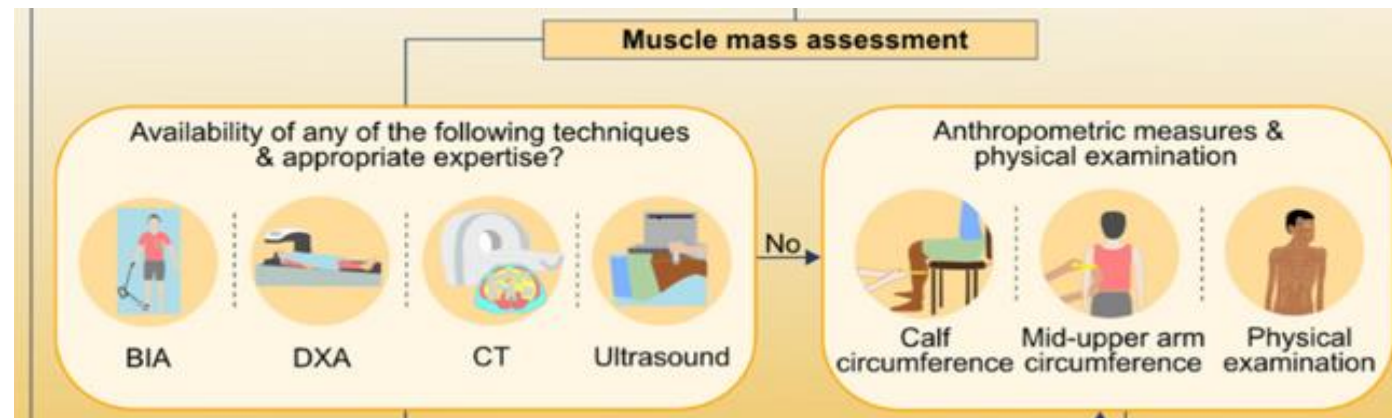 Muscle mass assessment
Availability of any of the following techniques
& appropriate expertise?
BIA
DXA
CT
Ultrasound
No
Anthropometric measures &
physical examination
Calf
circumference
Mid-upper arm
circumference
Physical
examination